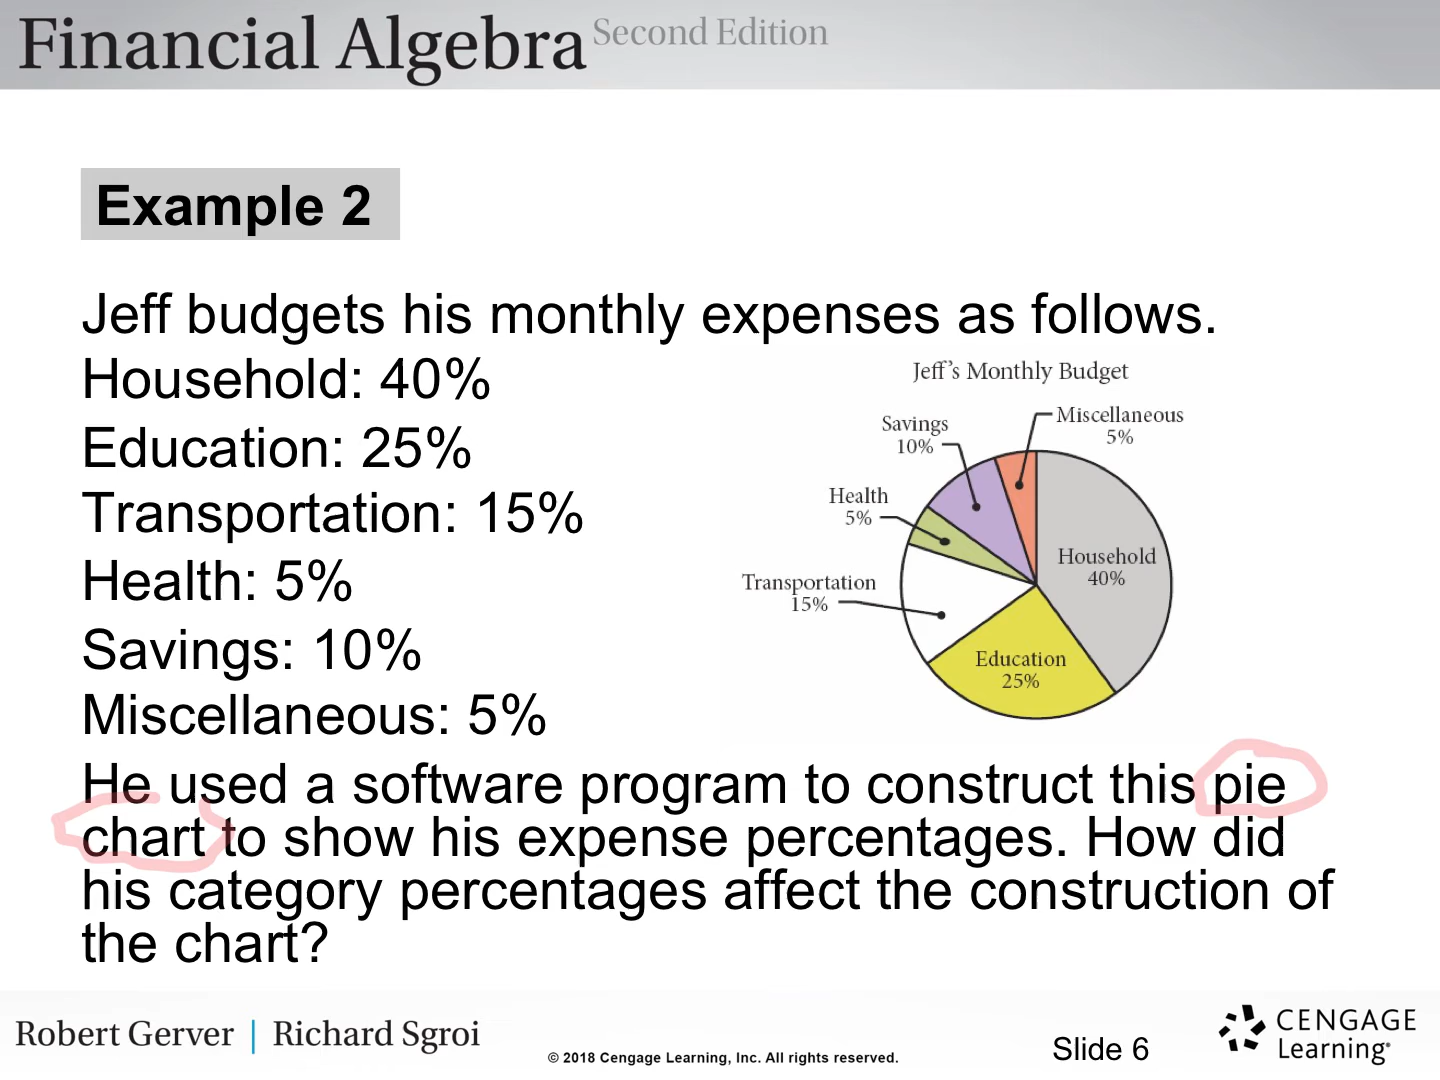 Financial Algebra Second Edition
Example 2
Jeff budgets his monthly expenses as follows.
Household: 40%
Education: 25%
Transportation: 15%
Health: 5%
Savings: 10%
Miscellaneous: 5%
Jeff’s Monthly Budget
Miscellaneous
5%
Savings
10%
Health
5%
Household
40%
Transportation
15%
Education
25%
He used a software program to construct this pie
chart to show his expense percentages. How did
his category percentages affect the construction of
the chart?
Robert Gerver | Richard Sgroi
© 2018 Cengage Learning, Inc. All rights reserved.
Slide 6
CENGAGE
Learning®